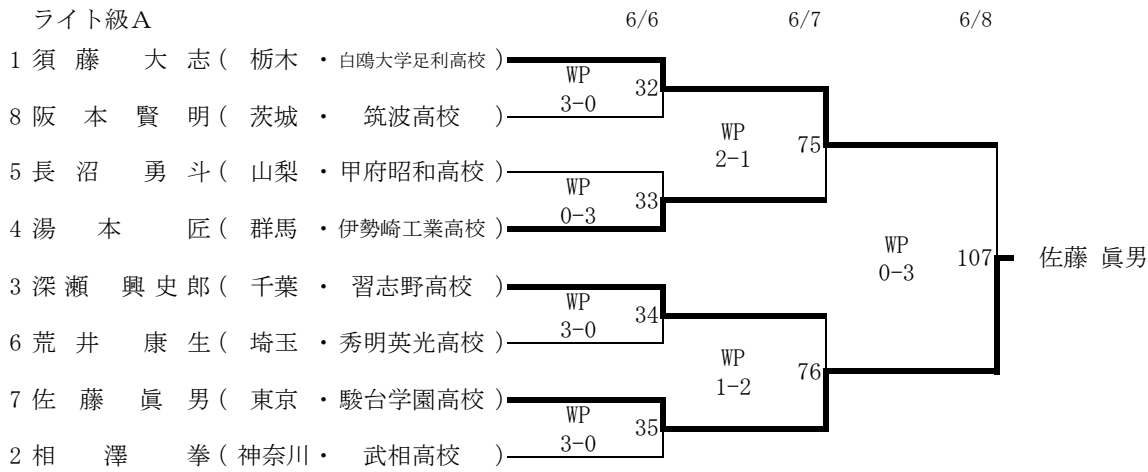 ライト級A 6/6 6/7 6/8
1 須藤 大志 ( 栃木 ・ 白鴎大学足利高校 )
WP 3-0 32
8 阪本 賢明 ( 茨城 ・ 筑波高校 )
WP 2-1 75
5 長沼 勇斗 ( 山梨 ・ 甲府昭和高校 )
WP 0-3 33
4 湯本 匠 ( 群馬 ・ 伊勢崎工業高校 )
WP 0-3 107 佐藤 眞男
3 深瀬 興史郎 ( 千葉 ・ 習志野高校 )
WP 3-0 34
6 荒井 康生 ( 埼玉 ・ 秀明英光高校 )
WP 1-2 76
7 佐藤 眞男 ( 東京 ・ 駿台学園高校 )
WP 3-0 35
2 相澤 拳 ( 神奈川 ・ 武相高校 )